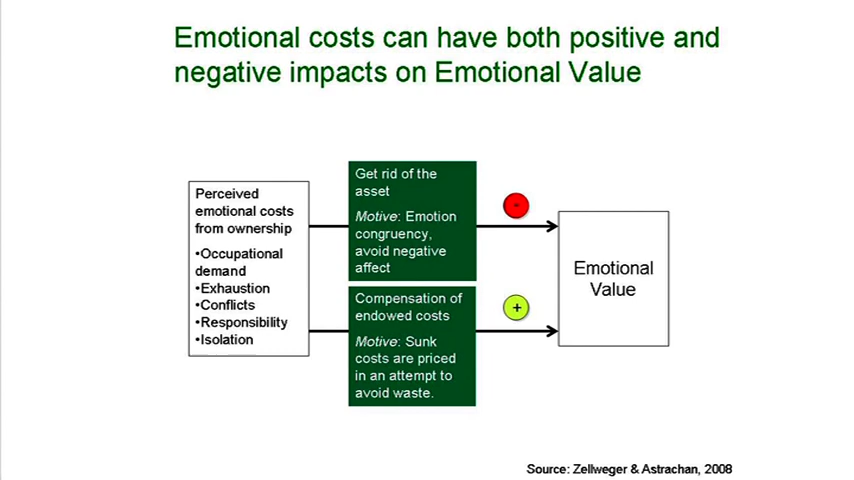 Emotional costs can have both positive and
negative impacts on Emotional Value
Perceived
emotional costs
from ownership
•Occupational
demand
•Exhaustion
•Conflicts
•Responsibility
•Isolation
Get rid of the
asset
Motive: Emotion
congruency,
avoid negative
affect
Compensation of
endowed costs
Motive: Sunk
costs are priced
in an attempt to
avoid waste.
-
+
Emotional
Value
Source: Zellweger & Astrachan, 2008